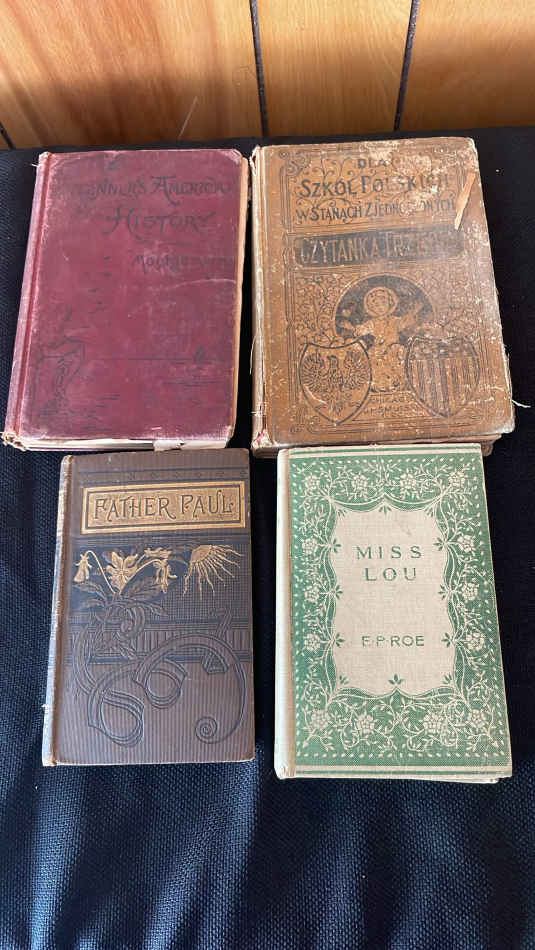 AMERICAN
HISTORY
DLA
SZKÓŁ POLSKICH
W STANACH ZJEDNOCZONYCH
CZYTANKA TRZECIA
FATHER PAUL
MISS
LOU
E·P·ROE